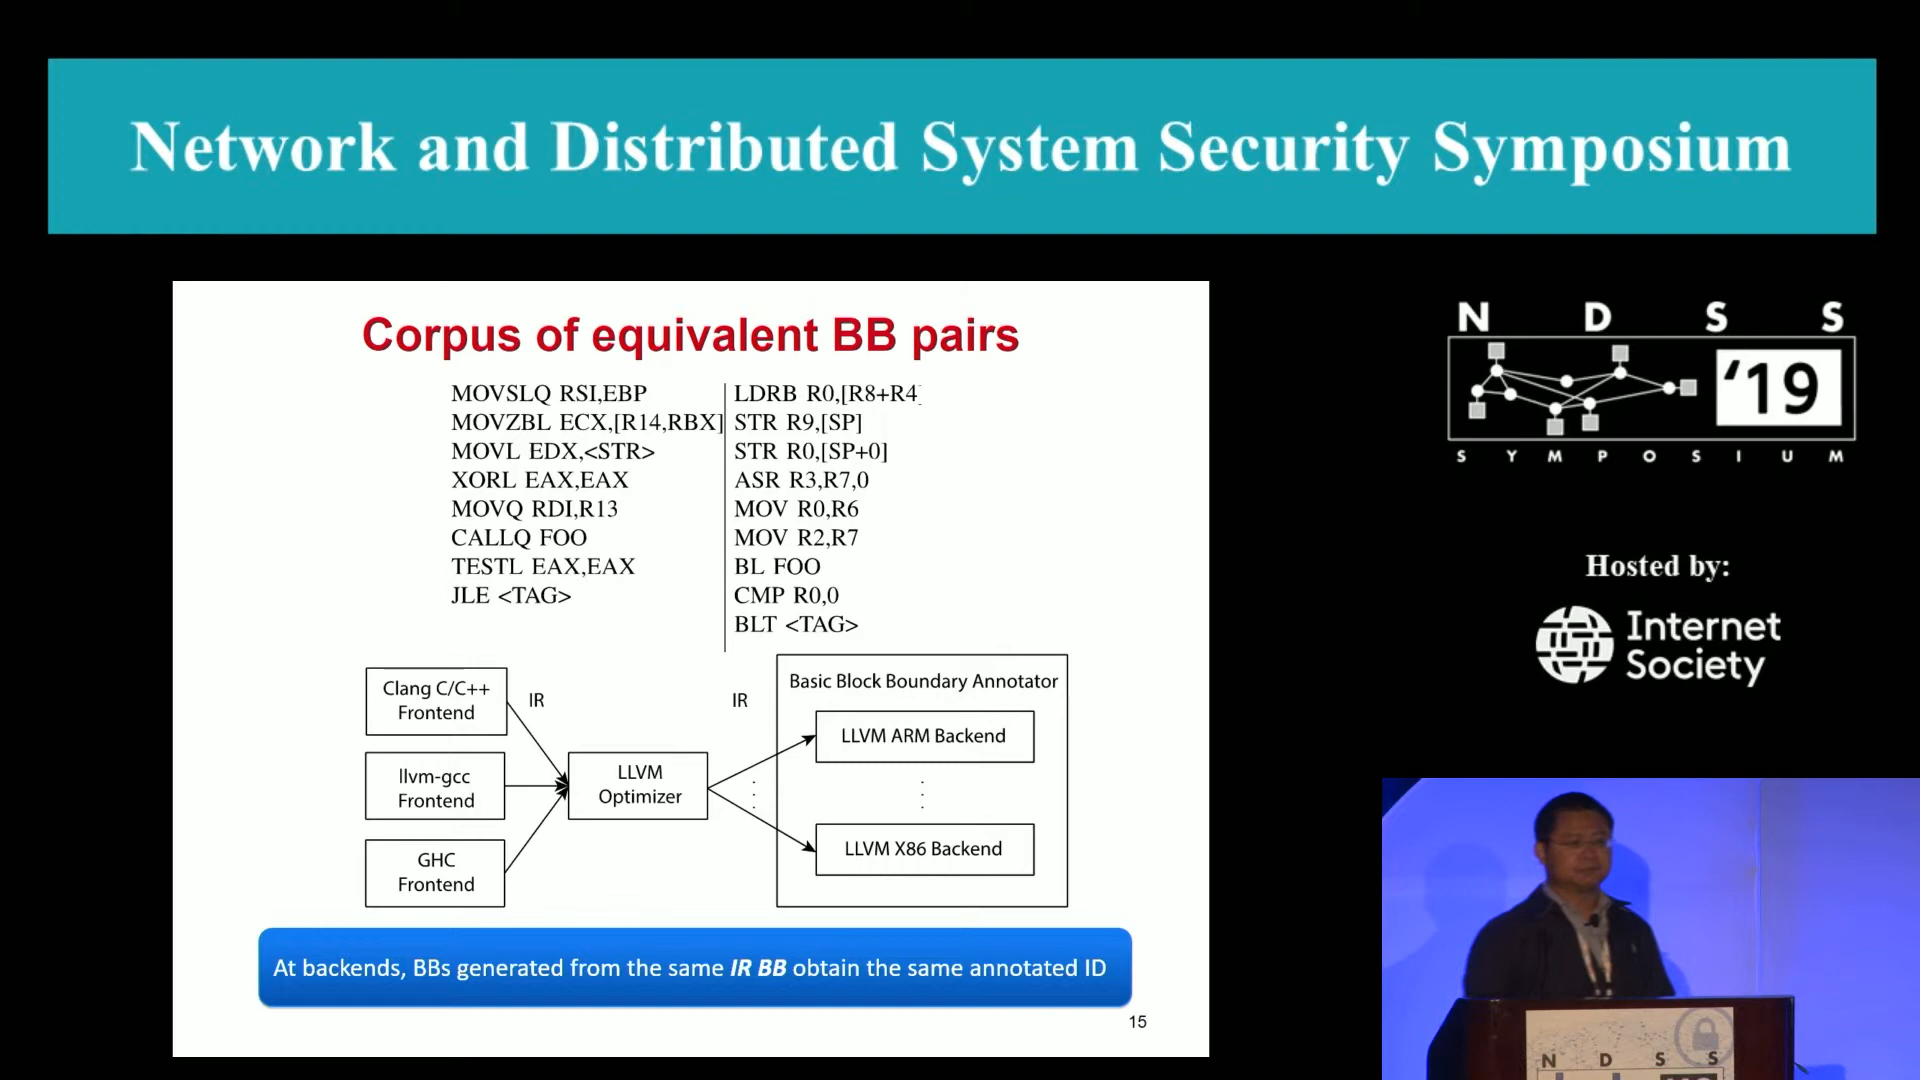 Network and Distributed System Security Symposium
Corpus of equivalent BB pairs
MOVSLQ RSI,EBP
MOVZBL ECX,[R14,RBX]
MOVL EDX,<STR>
XORL EAX,EAX
MOVQ RDI,R13
CALLQ FOO
TESTL EAX,EAX
JLE <TAG>
LDRB R0,[R8+R4
STR R9,[SP]
STR R0,[SP+0]
ASR R3,R7,0
MOV R0,R6
MOV R2,R7
BL FOO
CMP R0,0
BLT <TAG>
Clang C/C++
Frontend
llvm-gcc
Frontend
GHC
Frontend
IR
LLVM
Optimizer
IR
Basic Block Boundary Annotator
LLVM ARM Backend
LLVM X86 Backend
At backends, BBs generated from the same IR BB obtain the same annotated ID
15
N D S S
'19
S Y M P O S I U M
Hosted by:
Internet
Society
N D S S